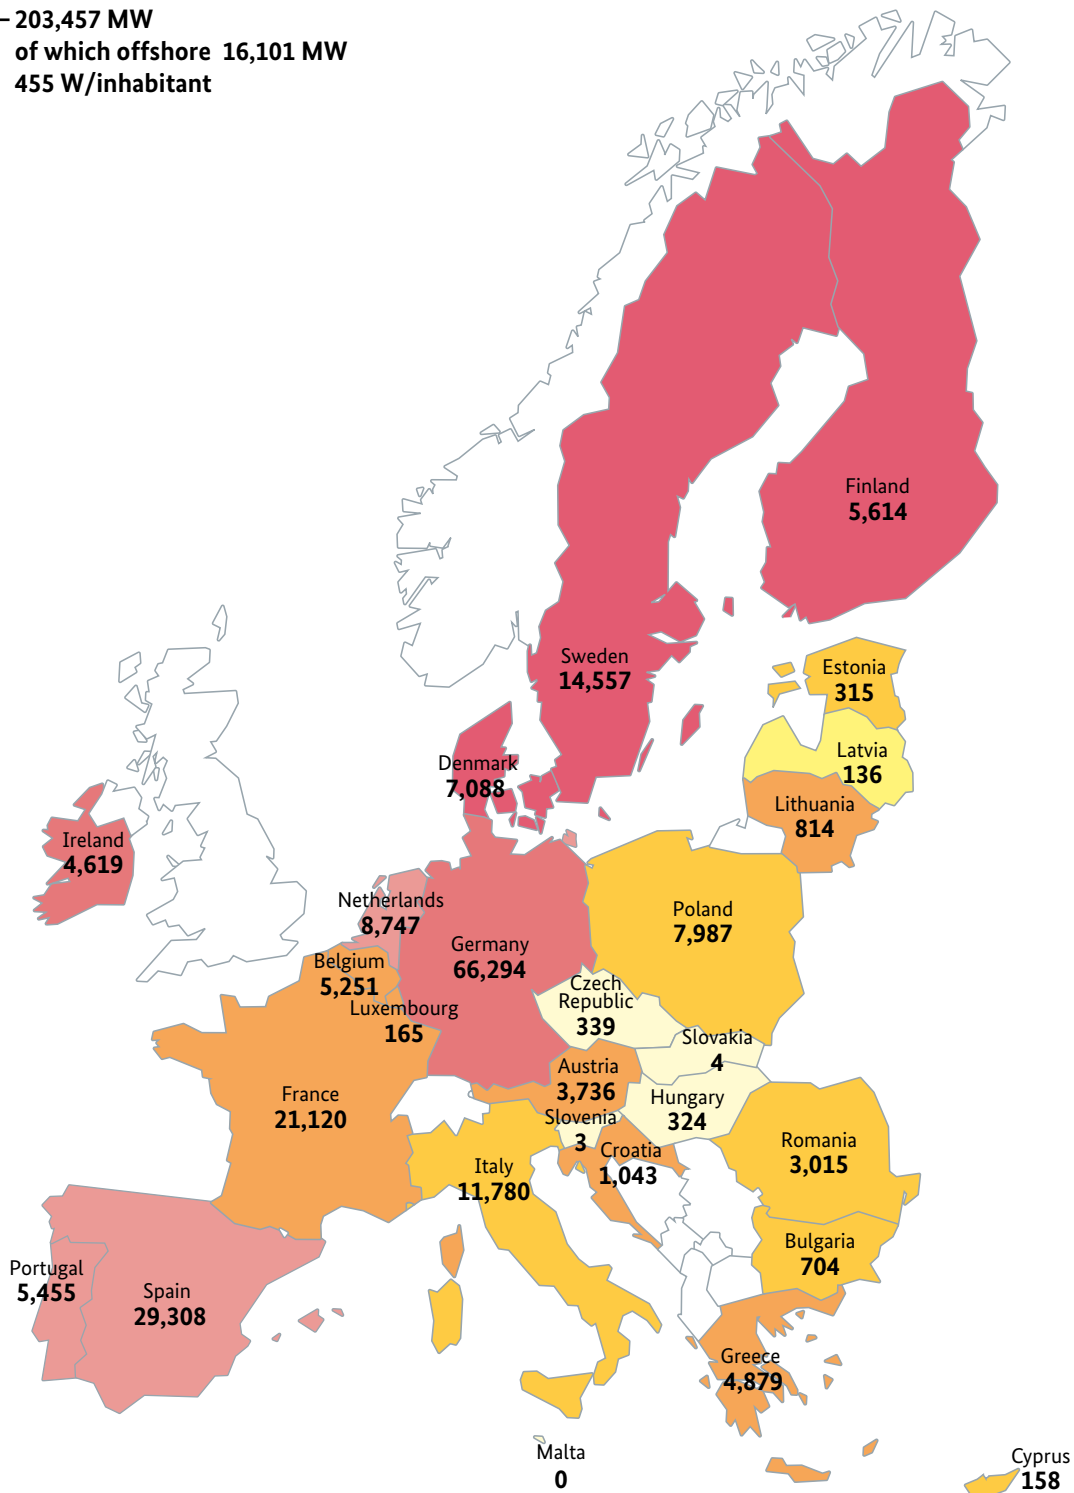 – 203,457 MW
of which offshore 16,101 MW
455 W/inhabitant
Finland
5,614
Sweden
14,557
Estonia
315
Latvia
136
Denmark
7,088
Lithuania
814
Ireland
4,619
Netherlands
8,747
Poland
7,987
Germany
66,294
Belgium
5,251
Czech
Republic
339
Luxembourg
165
Slovakia
4
Austria
3,736
France
21,120
Hungary
324
Slovenia
3
Croatia
1,043
Romania
3,015
Italy
11,780
Bulgaria
704
Portugal
5,455
Spain
29,308
Greece
4,879
Malta
0
Cyprus
158